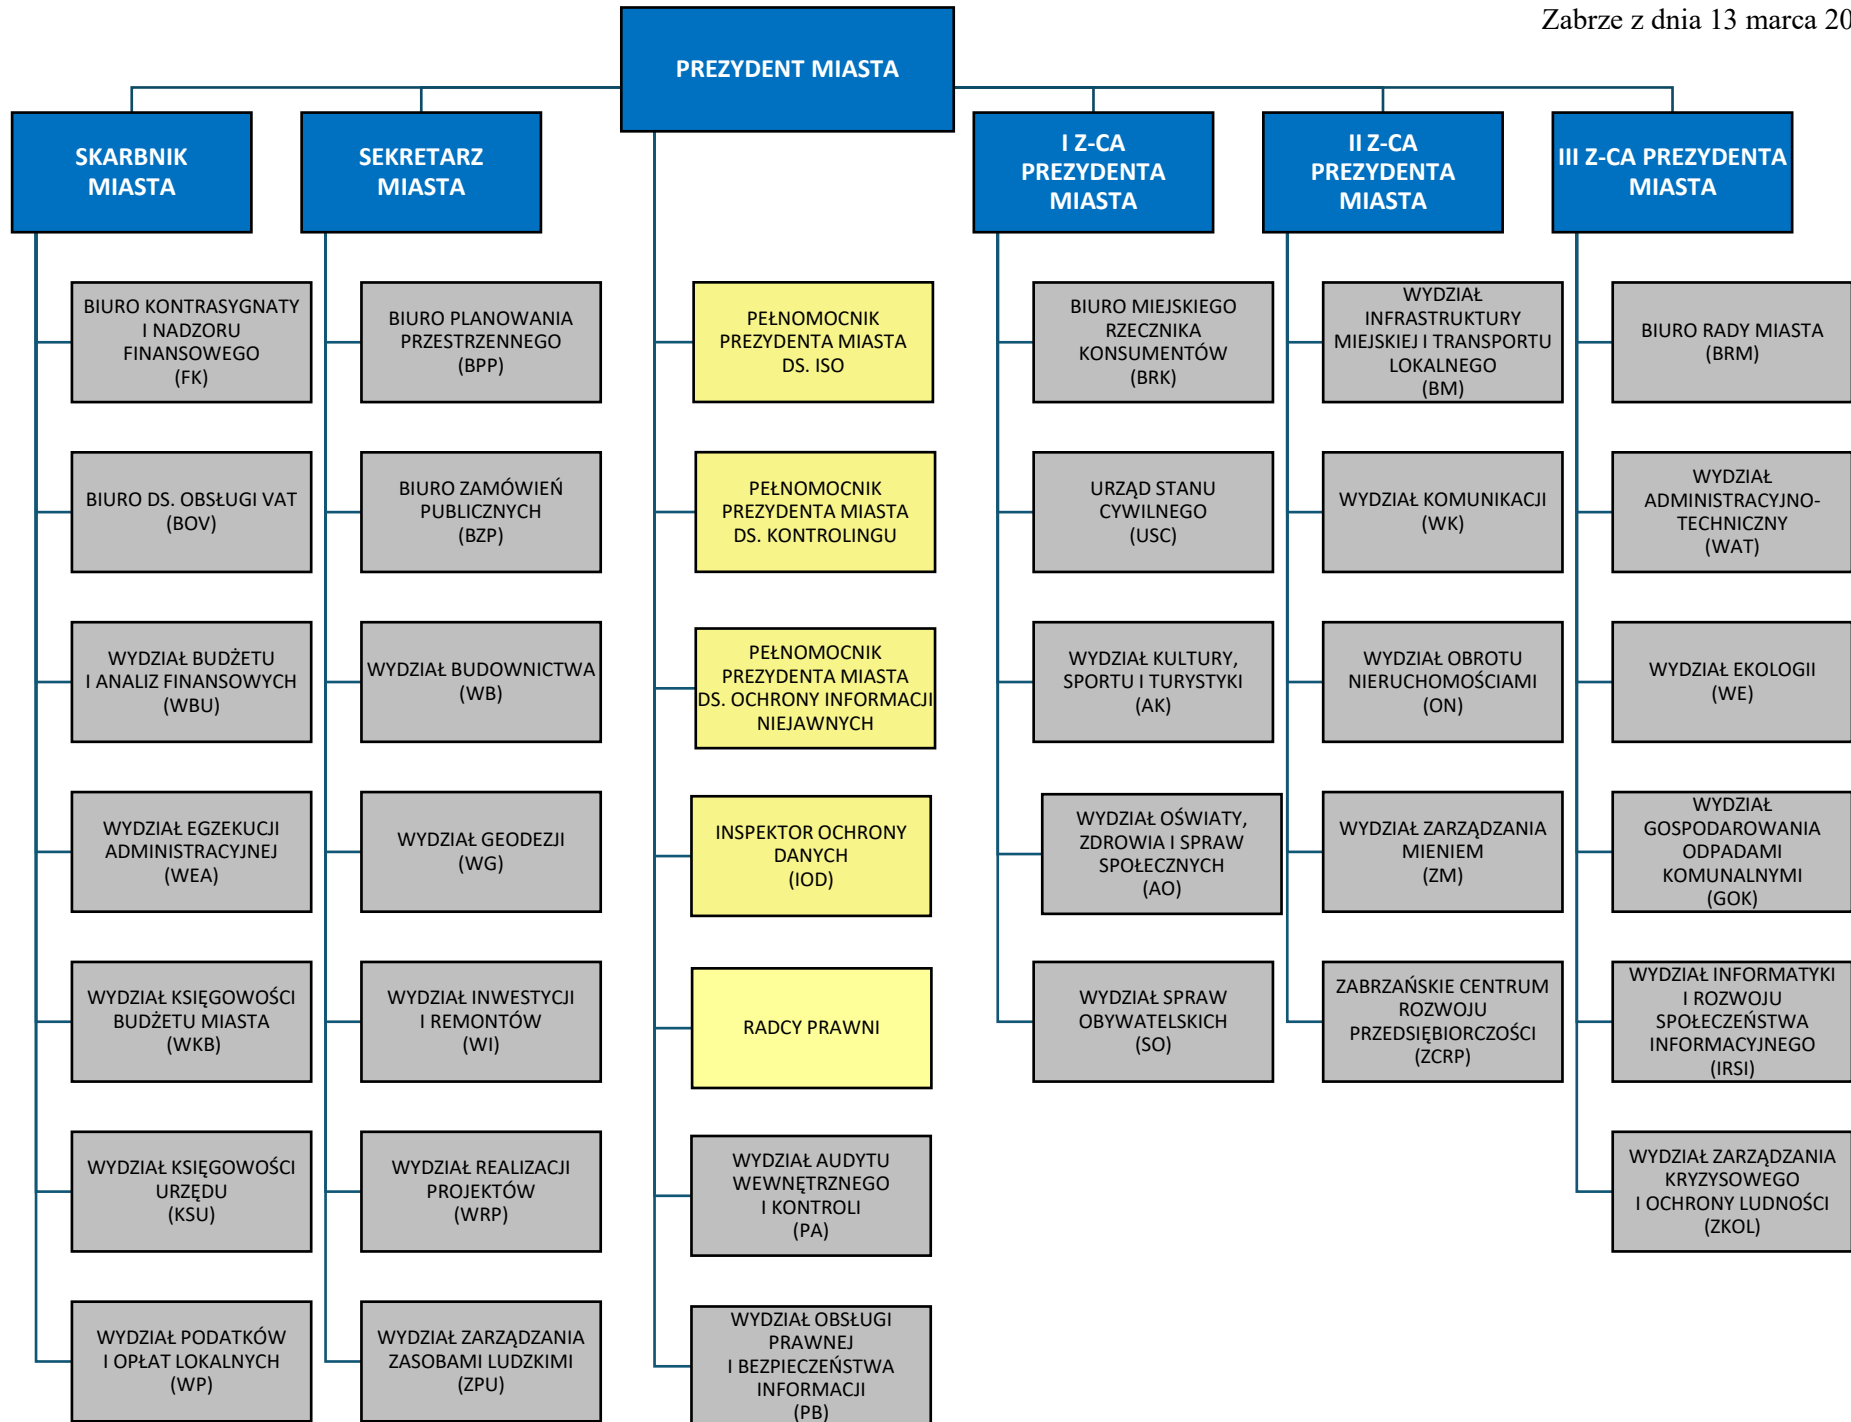 Zabrze z dnia 13 marca 20
PREZYDENT MIASTA
SKARBNIK
MIASTA
SEKRETARZ
MIASTA
I Z-CA
PREZYDENTA
MIASTA
II Z-CA
PREZYDENTA
MIASTA
III Z-CA PREZYDENTA
MIASTA
BIURO KONTRASYGNATY
I NADZORU
FINANSOWEGO
(FK)
BIURO DS. OBSŁUGI VAT
(BOV)
WYDZIAŁ BUDŻETU
I ANALIZ FINANSOWYCH
(WBU)
WYDZIAŁ EGZEKUCJI
ADMINISTRACYJNEJ
(WEA)
WYDZIAŁ KSIĘGOWOŚCI
BUDŻETU MIASTA
(WKB)
WYDZIAŁ KSIĘGOWOŚCI
URZĘDU
(KSU)
WYDZIAŁ PODATKÓW
I OPŁAT LOKALNYCH
(WP)
BIURO PLANOWANIA
PRZESTRZENNEGO
(BPP)
BIURO ZAMÓWIEŃ
PUBLICZNYCH
(BZP)
WYDZIAŁ BUDOWNICTWA
(WB)
WYDZIAŁ GEODEZJI
(WG)
WYDZIAŁ INWESTYCJI
I REMONTÓW
(WI)
WYDZIAŁ REALIZACJI
PROJEKTÓW
(WRP)
WYDZIAŁ ZARZĄDZANIA
ZASOBAMI LUDZKIMI
(ZPU)
PEŁNOMOCNIK
PREZYDENTA MIASTA
DS. ISO
PEŁNOMOCNIK
PREZYDENTA MIASTA
DS. KONTROLINGU
PEŁNOMOCNIK
PREZYDENTA MIASTA
DS. OCHRONY INFORMACJI
NIEJAWNYCH
INSPEKTOR OCHRONY
DANYCH
(IOD)
RADCY PRAWNI
WYDZIAŁ AUDYTU
WEWNĘTRZNEGO
I KONTROLI
(PA)
WYDZIAŁ OBSŁUGI
PRAWNEJ
I BEZPIECZEŃSTWA
INFORMACJI
(PB)
BIURO MIEJSKIEGO
RZECZNIKA
KONSUMENTÓW
(BRK)
URZĄD STANU
CYWILNEGO
(USC)
WYDZIAŁ KULTURY,
SPORTU I TURYSTYKI
(AK)
WYDZIAŁ OŚWIATY,
ZDROWIA I SPRAW
SPOŁECZNYCH
(AO)
WYDZIAŁ SPRAW
OBYWATELSKICH
(SO)
WYDZIAŁ
INFRASTRUKTURY
MIEJSKIEJ I TRANSPORTU
LOKALNEGO
(BM)
WYDZIAŁ KOMUNIKACJI
(WK)
WYDZIAŁ OBROTU
NIERUCHOMOŚCIAMI
(ON)
WYDZIAŁ ZARZĄDZANIA
MIENIEM
(ZM)
ZABRZAŃSKIE CENTRUM
ROZWOJU
PRZEDSIĘBIORCZOŚCI
(ZCRP)
BIURO RADY MIASTA
(BRM)
WYDZIAŁ
ADMINISTRACYJNO-
TECHNICZNY
(WAT)
WYDZIAŁ EKOLOGII
(WE)
WYDZIAŁ
GOSPODAROWANIA
ODPADAMI
KOMUNALNYMI
(GOK)
WYDZIAŁ INFORMATYKI
I ROZWOJU
SPOŁECZEŃSTWA
INFORMACYJNEGO
(IRSI)
WYDZIAŁ ZARZĄDZANIA
KRYZYSOWEGO
I OCHRONY LUDNOŚCI
(ZKOL)